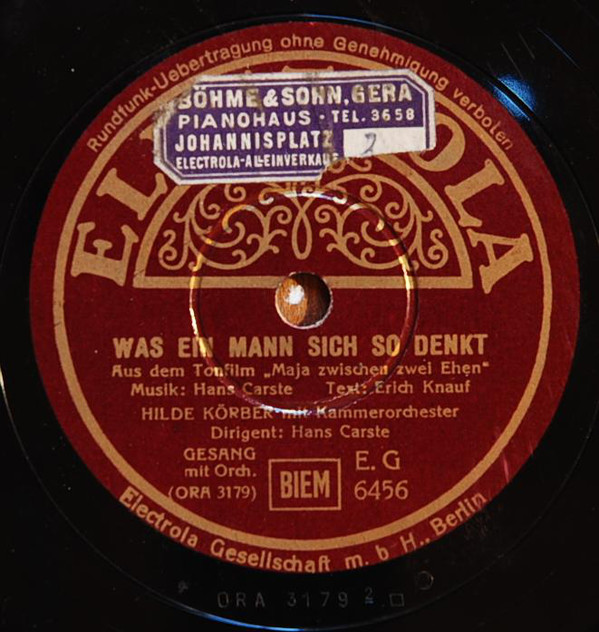 Rundfunk-Uebertragung ohne Genehmigung verboten
BÖHME & SOHN, GERA
PIANOHAUS - TEL. 3658
JOHANNISPLATZ 2
ELECTROLA-ALLEINVERKAUF
WAS EIN MANN SICH SO DENKT
Aus dem Tonfilm „Maja zwischen zwei Ehen"
Musik: Hans Carste Text: Erich Knauf
HILDE KÖRBER mit Kammerorchester
Dirigent: Hans Carste
GESANG
mit Orch.
(ORA 3179)
BIEM
E. G
6456
Electrola Gesellschaft m. b. H., Berlin
ORA 3179 2